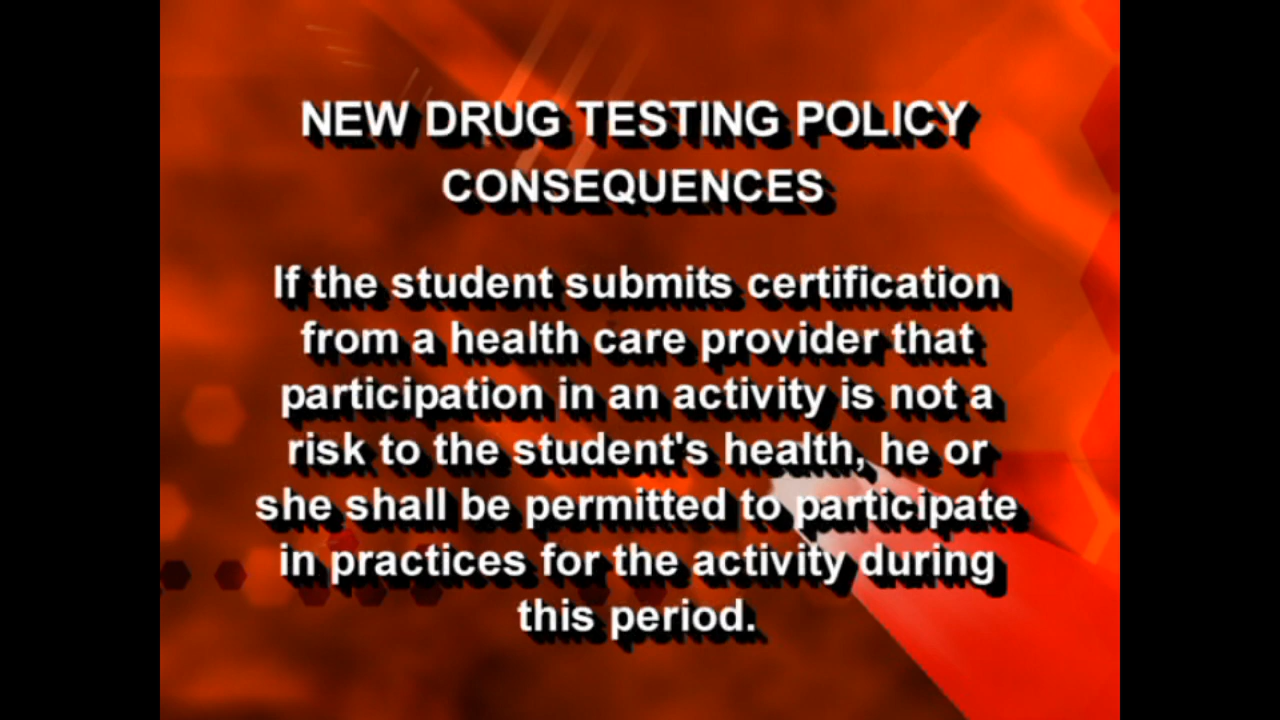 NEW DRUG TESTING POLICY
CONSEQUENCES
If the student submits certification
from a health care provider that
participation in an activity is not a
risk to the student's health, he or
she shall be permitted to participate
in practices for the activity during
this period.